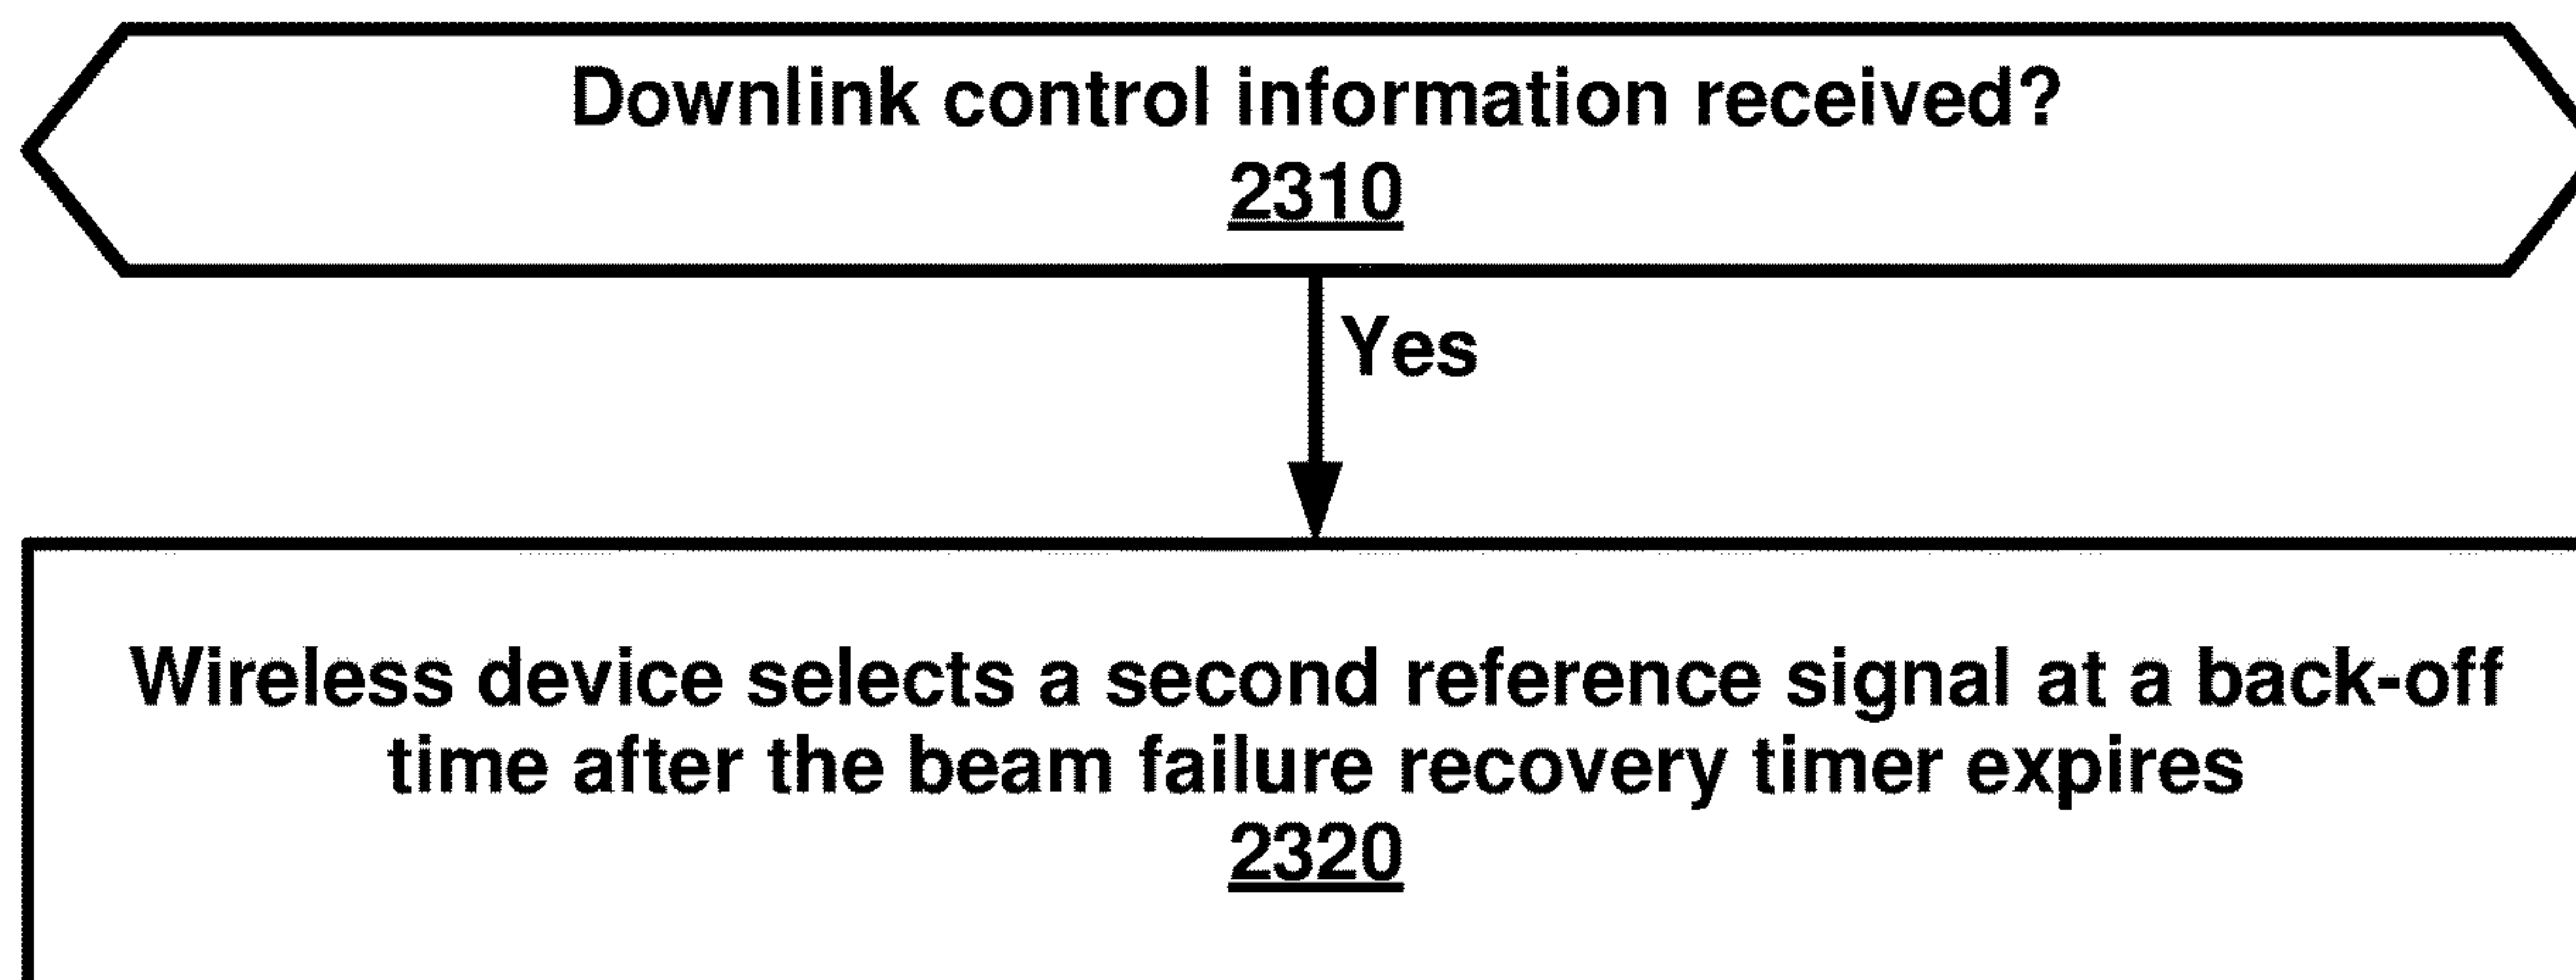 Downlink control information received?
2310
Yes
Wireless device selects a second reference signal at a back-off
time after the beam failure recovery timer expires
2320